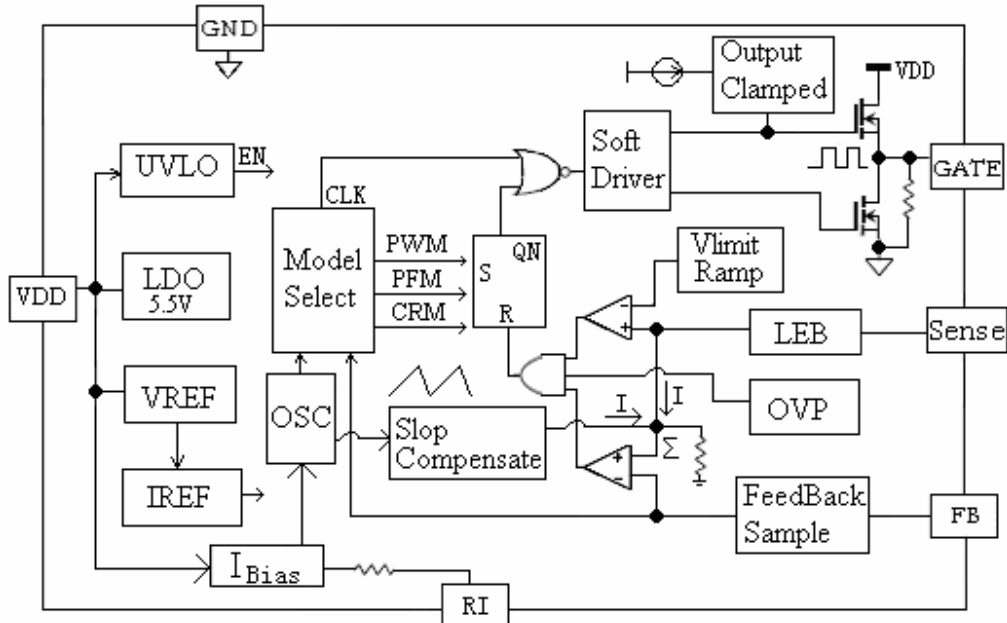 GND
Output
Clamped
VDD
UVLO
EN
Soft
Driver
GATE
CLK
Model
Select
PWM
PFM
CRM
S
QN
R
Vlimit
Ramp
VDD
LDO
5.5V
-
+
LEB
Sense
VREF
OSC
Slop
Compensate
I
I
OVP
Σ
IREF
+
-
FeedBack
Sample
FB
IBias
RI